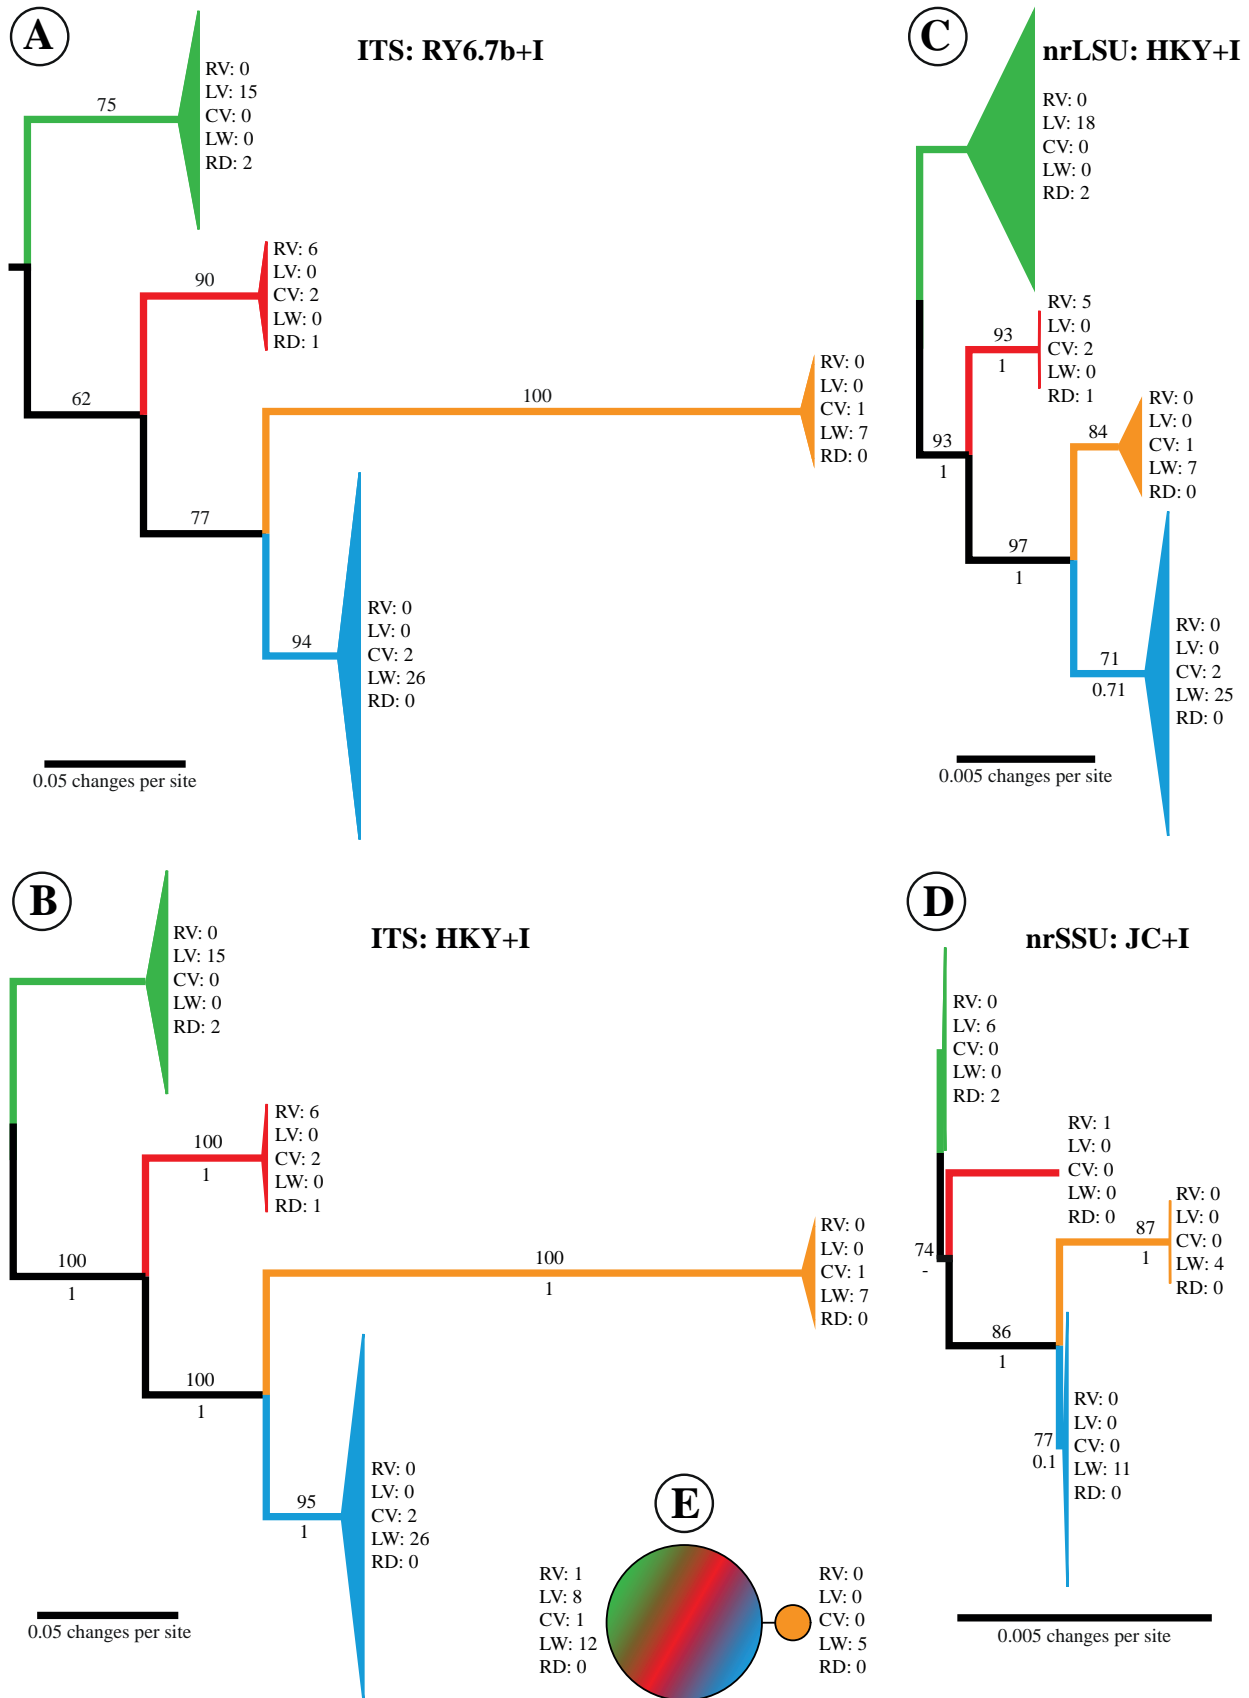 A
ITS: RY6.7b+I
75
RV: 0
LV: 15
CV: 0
LW: 0
RD: 2
90
RV: 6
LV: 0
CV: 2
LW: 0
RD: 1
62
100
RV: 0
LV: 0
CV: 1
LW: 7
RD: 0
77
94
RV: 0
LV: 0
CV: 2
LW: 26
RD: 0
0.05 changes per site
C
nrLSU: HKY+I
RV: 0
LV: 18
CV: 0
LW: 0
RD: 2
93
1
RV: 5
LV: 0
CV: 2
LW: 0
RD: 1
93
1
84
RV: 0
LV: 0
CV: 1
LW: 7
RD: 0
97
1
71
0.71
RV: 0
LV: 0
CV: 2
LW: 25
RD: 0
0.005 changes per site
B
ITS: HKY+I
RV: 0
LV: 15
CV: 0
LW: 0
RD: 2
100
1
RV: 6
LV: 0
CV: 2
LW: 0
RD: 1
100
1
100
1
RV: 0
LV: 0
CV: 1
LW: 7
RD: 0
100
1
95
1
RV: 0
LV: 0
CV: 2
LW: 26
RD: 0
0.05 changes per site
D
nrSSU: JC+I
RV: 0
LV: 6
CV: 0
LW: 0
RD: 2
RV: 1
LV: 0
CV: 0
LW: 0
RD: 0
74
-
87
1
RV: 0
LV: 0
CV: 0
LW: 4
RD: 0
86
1
77
0.1
RV: 0
LV: 0
CV: 0
LW: 11
RD: 0
0.005 changes per site
E
RV: 1
LV: 8
CV: 1
LW: 12
RD: 0
RV: 0
LV: 0
CV: 0
LW: 5
RD: 0